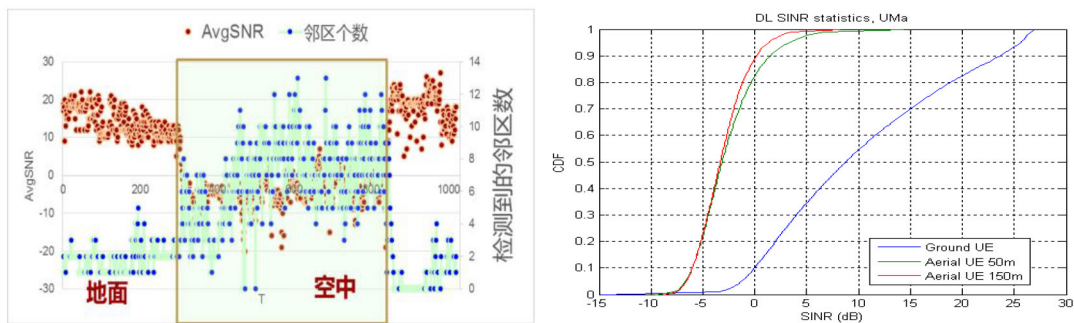 AvgSNR 邻区个数
AvgSNR
30
20
10
0
-10
-20
-30
0 200 400 1000
14
12
10
8
6
4
2
0
检测到的邻区数
地面
空中
T
DL SINR statistics, UMa
CDF
1
0.9
0.8
0.7
0.6
0.5
0.4
0.3
0.2
0.1
0
-15 -10 -5 0 5 10 15 20 25 30
SINR (dB)
Ground UE
Aerial UE 50m
Aerial UE 150m